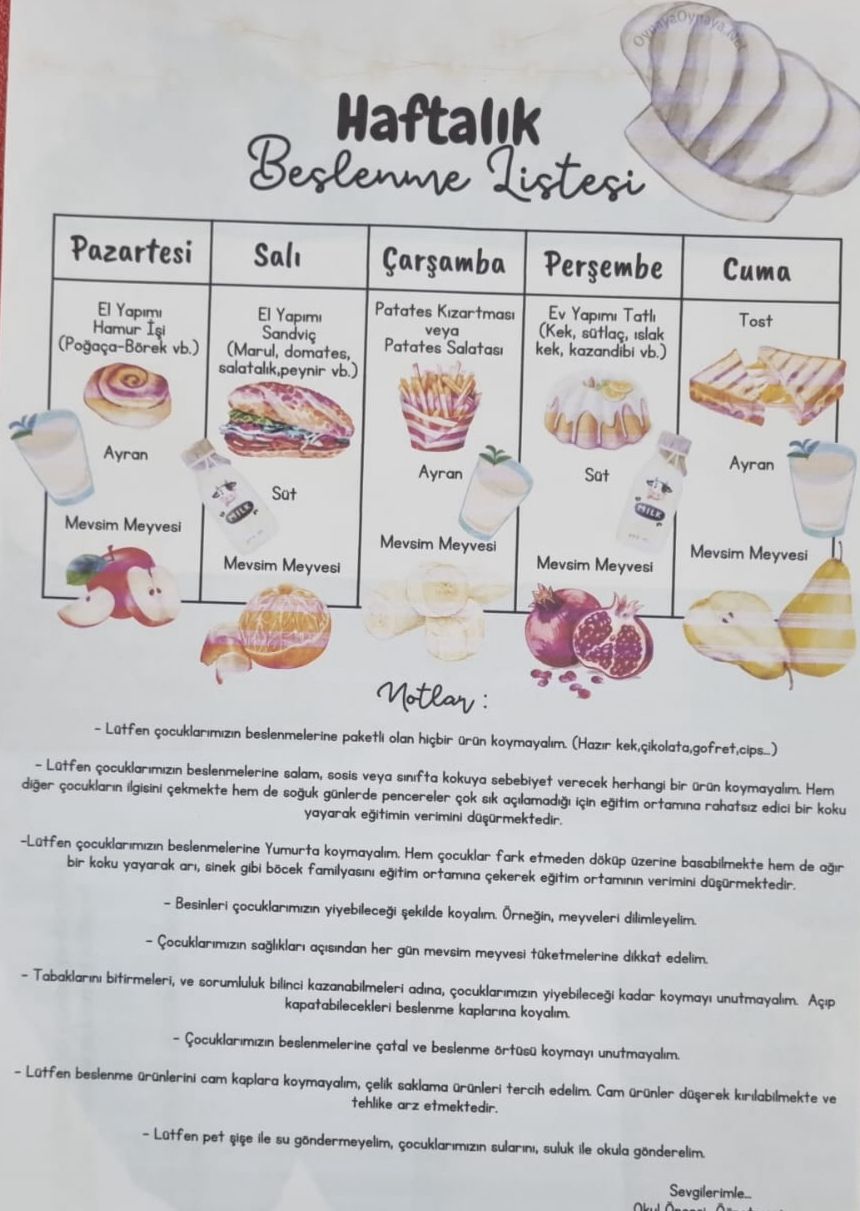 OynayaOynaya.net
Haftalık
Beslenme Listesi
Pazartesi
Salı
Çarşamba
Perşembe
Cuma
El Yapımı
Hamur İşi
(Poğaça-Börek vb.)
Ayran
Mevsim Meyvesi
El Yapımı
Sandviç
(Marul, domates,
salatalık,peynir vb.)
Süt
MILK
Mevsim Meyvesi
Patates Kızartması
veya
Patates Salatası
Ayran
Mevsim Meyvesi
Ev Yapımı Tatlı
(Kek, sütlaç, ıslak
kek, kazandibi vb.)
Süt
MILK
Mevsim Meyvesi
Tost
Ayran
Mevsim Meyvesi
Notlar :
- Lütfen çocuklarımızın beslenmelerine paketli olan hiçbir ürün koymayalım. (Hazır kek,çikolata,gofret,cips...)
- Lütfen çocuklarımızın beslenmelerine salam, sosis veya sınıfta kokuya sebebiyet verecek herhangi bir ürün koymayalım. Hem
diğer çocukların ilgisini çekmekte hem de soğuk günlerde pencereler çok sık açılamadığı için eğitim ortamına rahatsız edici bir koku
yayarak eğitimin verimini düşürmektedir.
-Lütfen çocuklarımızın beslenmelerine Yumurta koymayalım. Hem çocuklar fark etmeden döküp üzerine basabilmekte hem de ağır
bir koku yayarak arı, sinek gibi böcek familyasını eğitim ortamına çekerek eğitim ortamının verimini düşürmektedir.
- Besinleri çocuklarımızın yiyebileceği şekilde koyalım. Örneğin, meyveleri dilimleyelim.
- Çocuklarımızın sağlıkları açısından her gün mevsim meyvesi tüketmelerine dikkat edelim.
- Tabaklarını bitirmeleri, ve sorumluluk bilinci kazanabilmeleri adına, çocuklarımızın yiyebileceği kadar koymayı unutmayalım. Açıp
kapatabilecekleri beslenme kaplarına koyalım.
- Çocuklarımızın beslenmelerine çatal ve beslenme örtüsü koymayı unutmayalım.
- Lütfen beslenme ürünlerini cam kaplara koymayalım, çelik saklama ürünleri tercih edelim. Cam ürünler düşerek kırılabilmekte ve
tehlike arz etmektedir.
- Lütfen pet şişe ile su göndermeyelim, çocuklarımızın sularını, suluk ile okula gönderelim.
Sevgilerimle...
Okul Öncesi